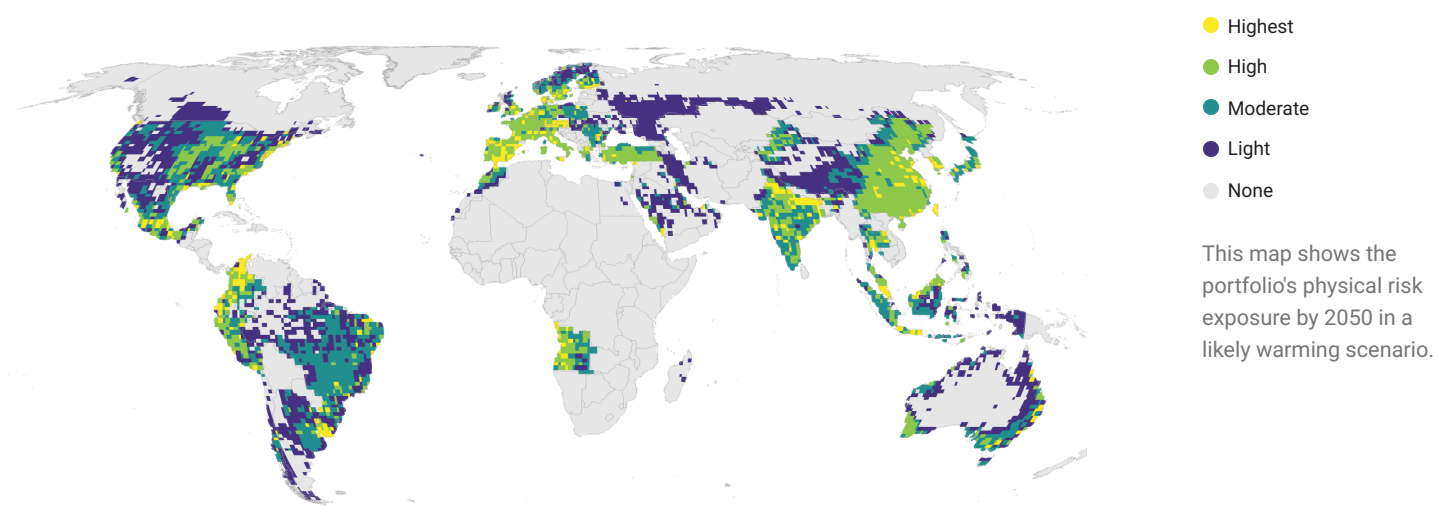 Highest
High
Moderate
Light
None
This map shows the
portfolio's physical risk
exposure by 2050 in a
likely warming scenario.